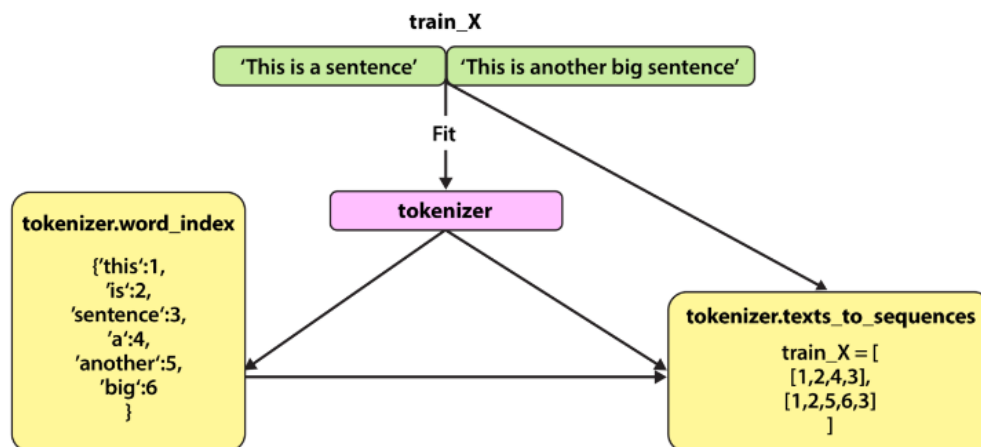 train_X
‘This is a sentence’
‘This is another big sentence’
Fit
tokenizer
tokenizer.word_index
{’this‘:1,
’is‘:2,
’sentence‘:3,
’a‘:4,
’another‘:5,
’big‘:6
}
tokenizer.texts_to_sequences
train_X = [
[1,2,4,3],
[1,2,5,6,3]
]